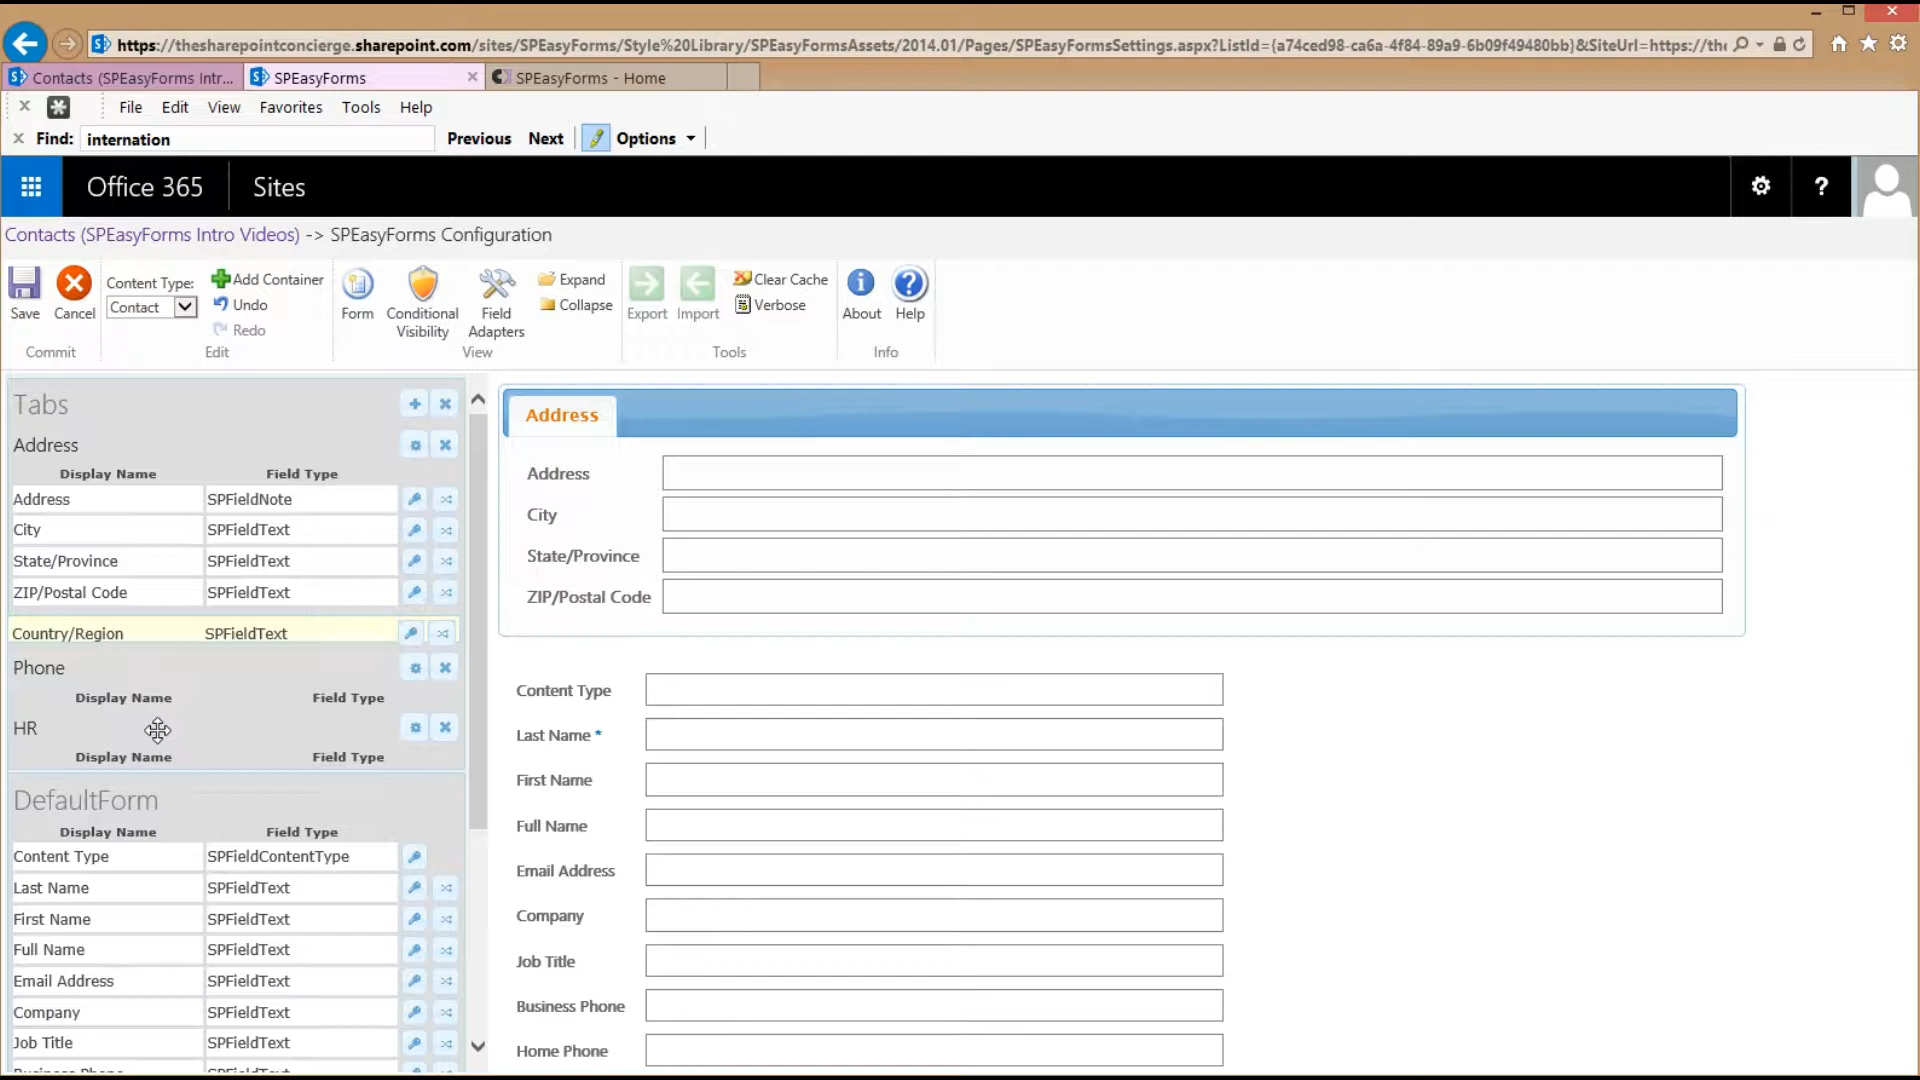 https://thesharepointconcierge.sharepoint.com/sites/SPEasyForms/Style%20Library/SPEasyFormsAssets/2014.01/Pages/SPEasyFormsSettings.aspx?ListId={a74ced98-ca6a-4f84-89a9-6b09f49480bb}&SiteUrl=https://the
Contacts (SPEasyForms Intr... SPEasyForms SPEasyForms - Home
File Edit View Favorites Tools Help
Find: internation Previous Next Options
Office 365 Sites
Contacts (SPEasyForms Intro Videos) -> SPEasyForms Configuration
Save Cancel
Commit
Content Type:
Contact
Add Container
Undo
Redo
Edit
Form
Conditional Visibility
Field Adapters
Expand
Collapse
View
Export Import
Clear Cache
Verbose
Tools
About Help
Info
Tabs
Address
Display Name Field Type
Address SPFieldNote
City SPFieldText
State/Province SPFieldText
ZIP/Postal Code SPFieldText
Country/Region SPFieldText
Phone
Display Name Field Type
HR
Display Name Field Type
DefaultForm
Display Name Field Type
Content Type SPFieldContentType
Last Name SPFieldText
First Name SPFieldText
Full Name SPFieldText
Email Address SPFieldText
Company SPFieldText
Job Title SPFieldText
Address
Address
City
State/Province
ZIP/Postal Code
Content Type
Last Name *
First Name
Full Name
Email Address
Company
Job Title
Business Phone
Home Phone